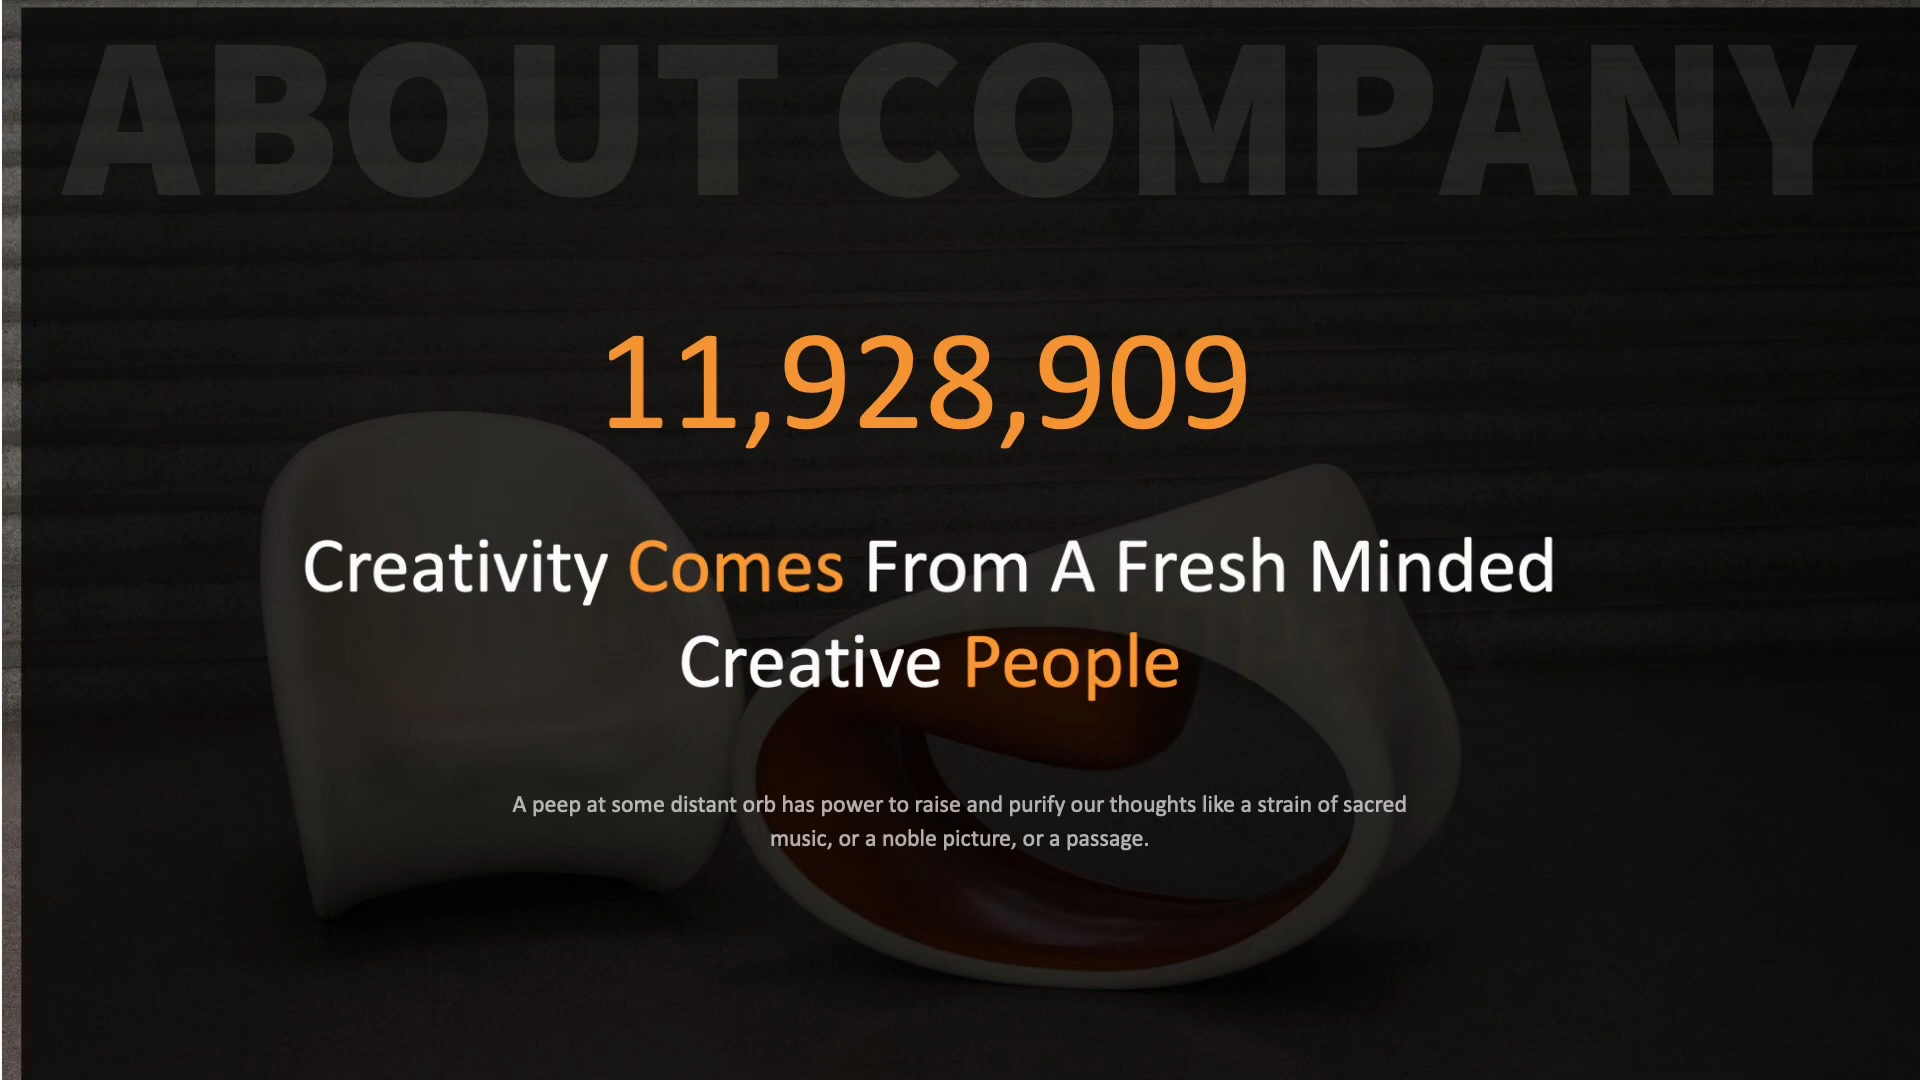 ABOUT COMPANY
11,928,909
Creativity Comes From A Fresh Minded
Creative People
A peep at some distant orb has power to raise and purify our thoughts like a strain of sacred
music, or a noble picture, or a passage.